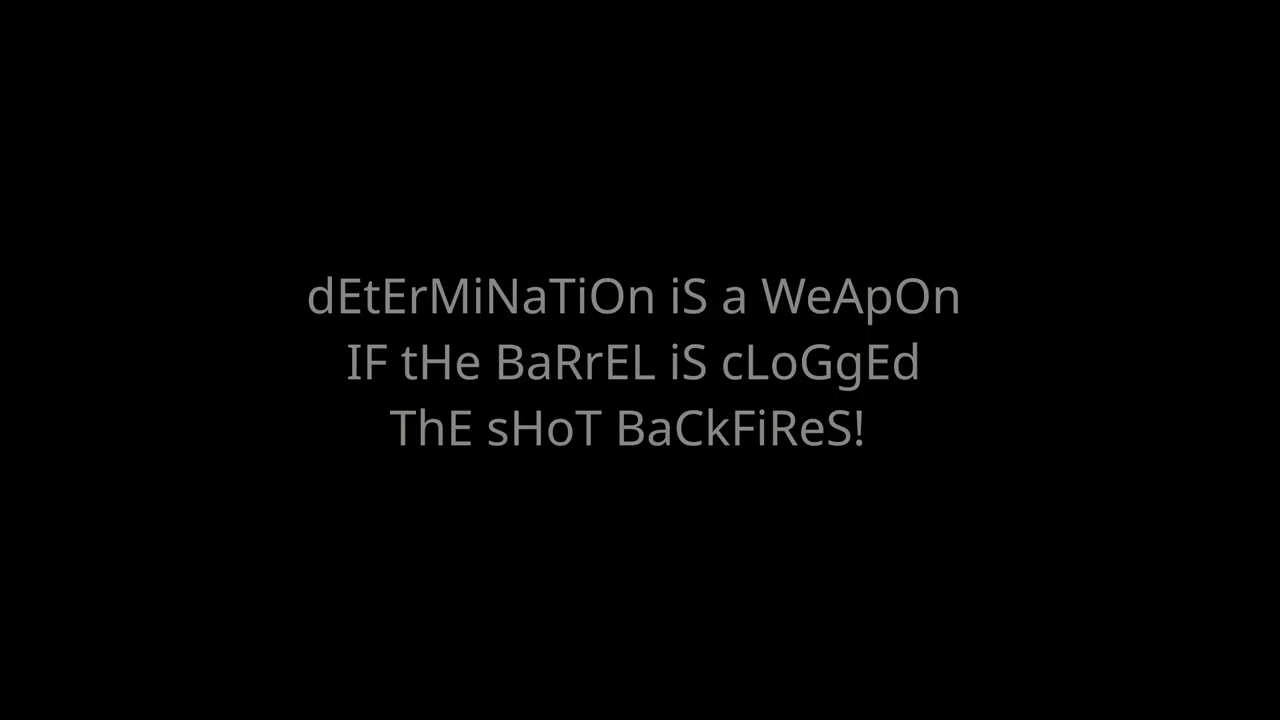 dEtErMiNaTiOn iS a WeApOn
IF tHe BaRrEL iS cLoGgEd
ThE sHoT BaCkFiReS!